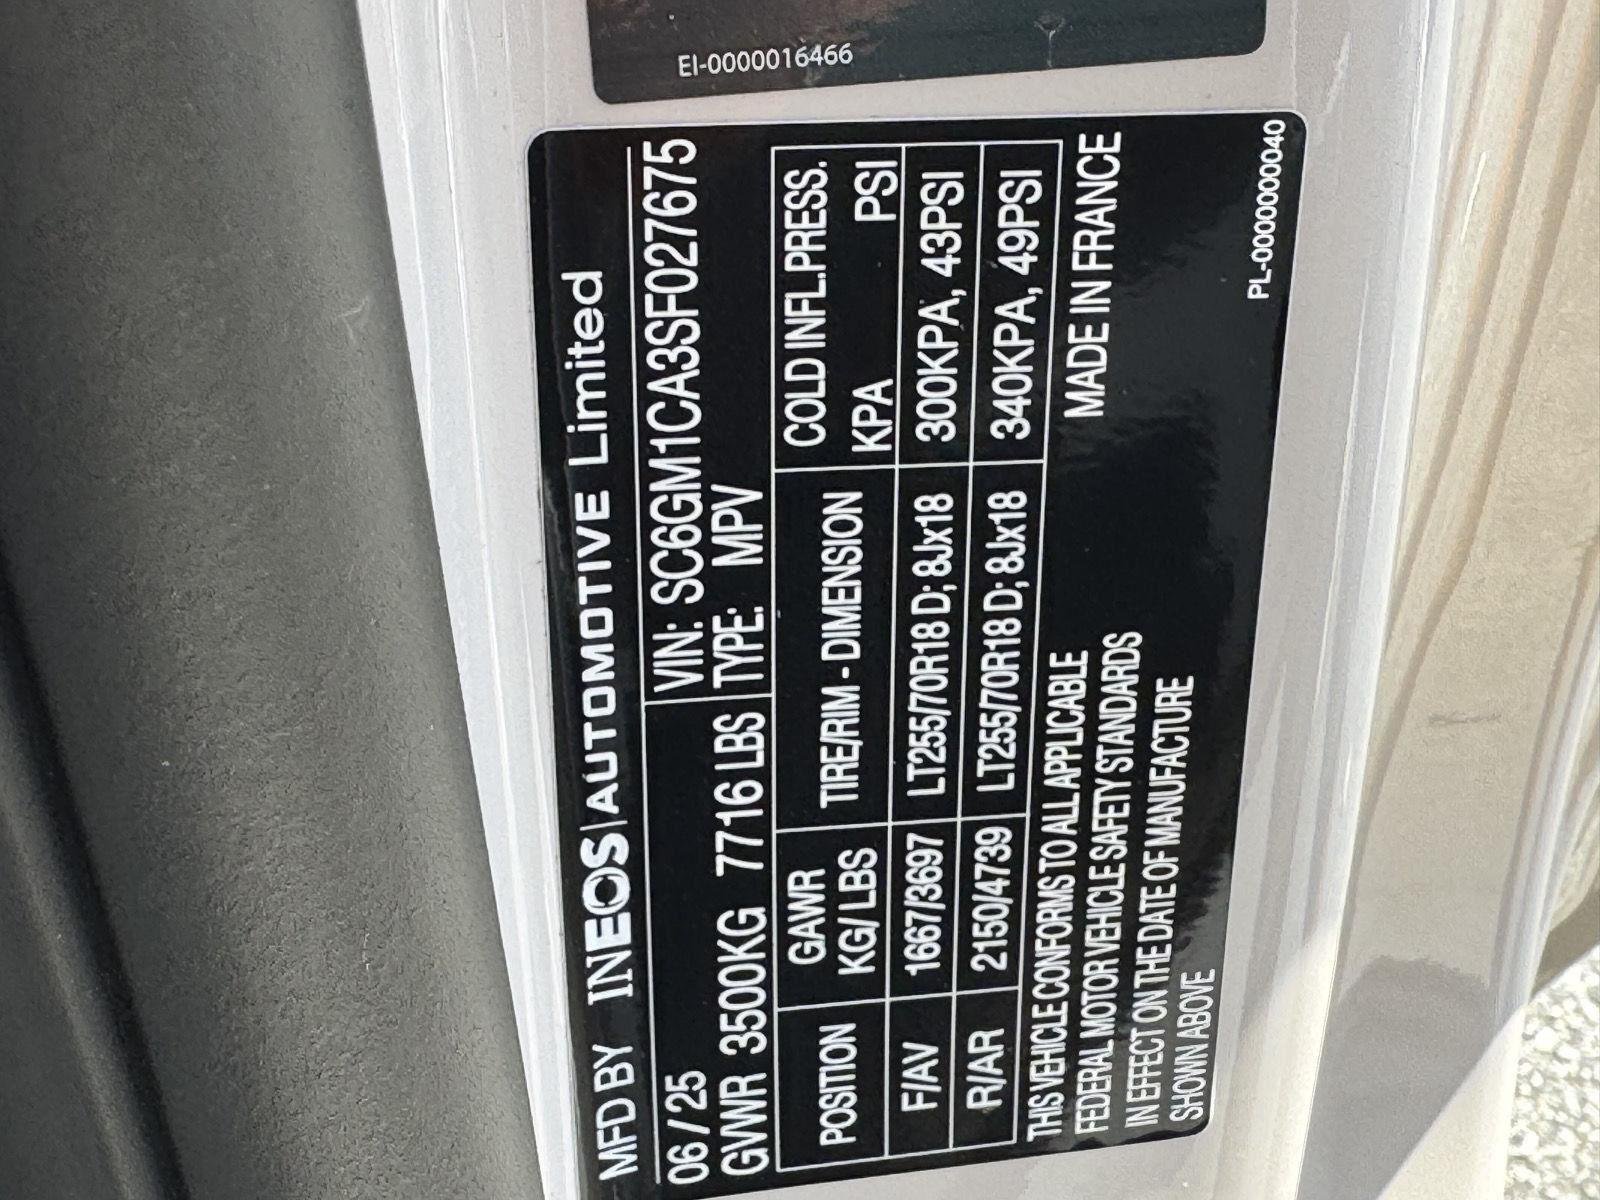 EI-0000016466
MFD BY INEOS|AUTOMOTIVE Limited
06 / 25 VIN: SC6GM1CA3SF027675
GVWR 3500KG 7716 LBS TYPE: MPV
POSITION GAWR KG/ LBS TIRE/RIM - DIMENSION COLD INFL.PRESS. KPA PSI
F/AV 1667/3697 LT255/70R18 D; 8Jx18 300KPA, 43PSI
R/AR 2150/4739 LT255/70R18 D; 8Jx18 340KPA, 49PSI
THIS VEHICLE CONFORMS TO ALL APPLICABLE
FEDERAL MOTOR VEHICLE SAFETY STANDARDS
IN EFFECT ON THE DATE OF MANUFACTURE
SHOWN ABOVE
MADE IN FRANCE
PL-0000000040